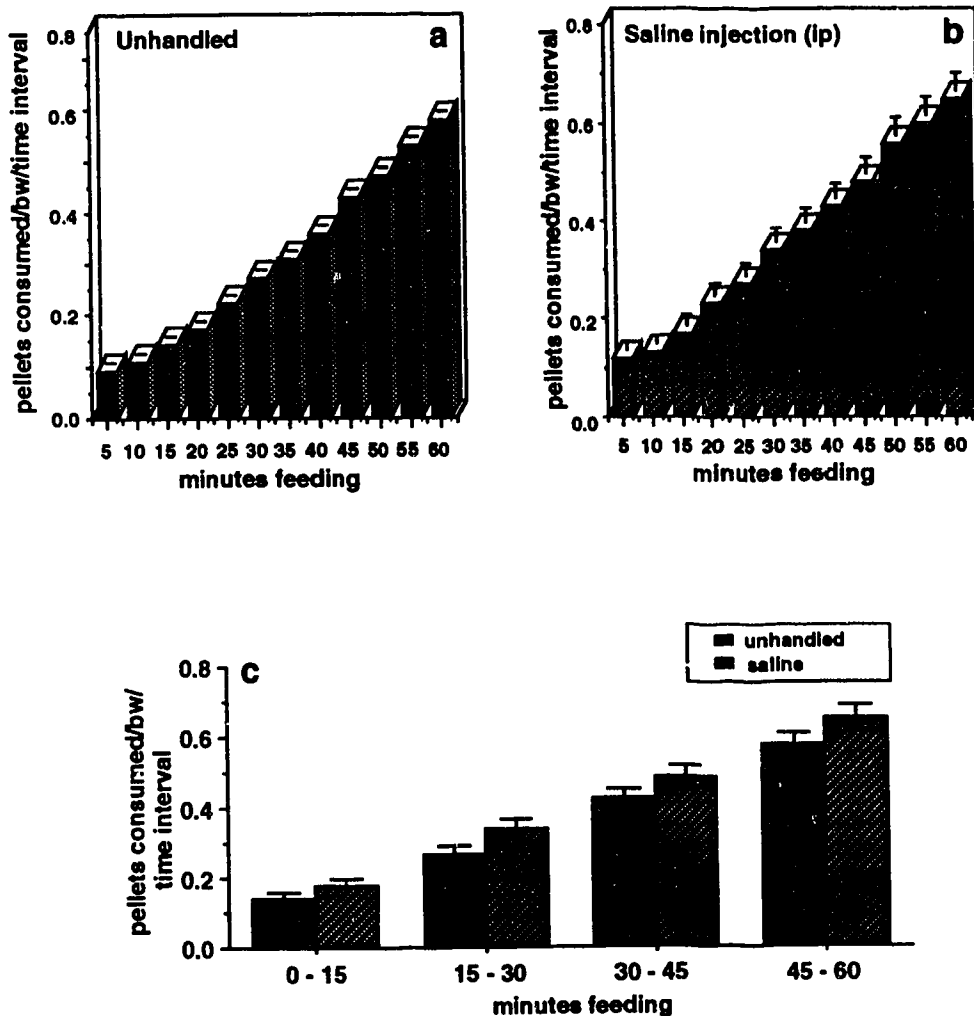 Unhandled
a
pellets consumed/bw/time interval
0.8
0.6
0.4
0.2
0.0
5 10 15 20 25 30 35 40 45 50 55 60
minutes feeding
Saline injection (ip)
b
pellets consumed/bw/time interval
0.8
0.6
0.4
0.2
0.0
5 10 15 20 25 30 35 40 45 50 55 60
minutes feeding
c
unhandled
saline
pellets consumed/bw/
time interval
0.8
0.6
0.4
0.2
0.0
0 - 15 15 - 30 30 - 45 45 - 60
minutes feeding